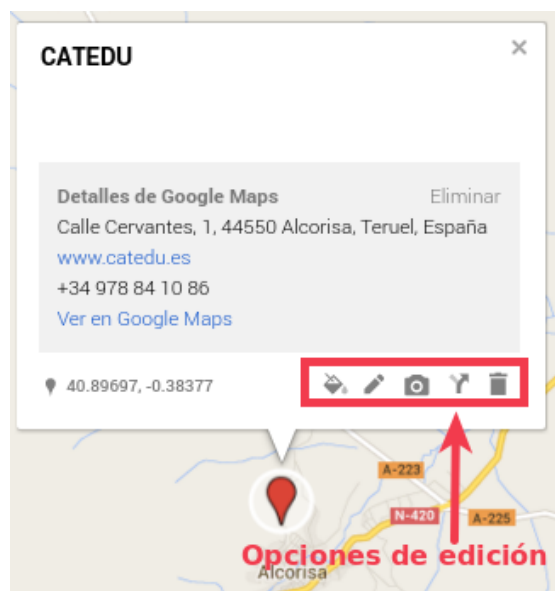 CATEDU
Detalles de Google Maps Eliminar
Calle Cervantes, 1, 44550 Alcorisa, Teruel, España
www.catedu.es
+34 978 84 10 86
Ver en Google Maps
40.89697, -0.38377
A-223
N-420 A-225
Opciones de edición
Alcorisa